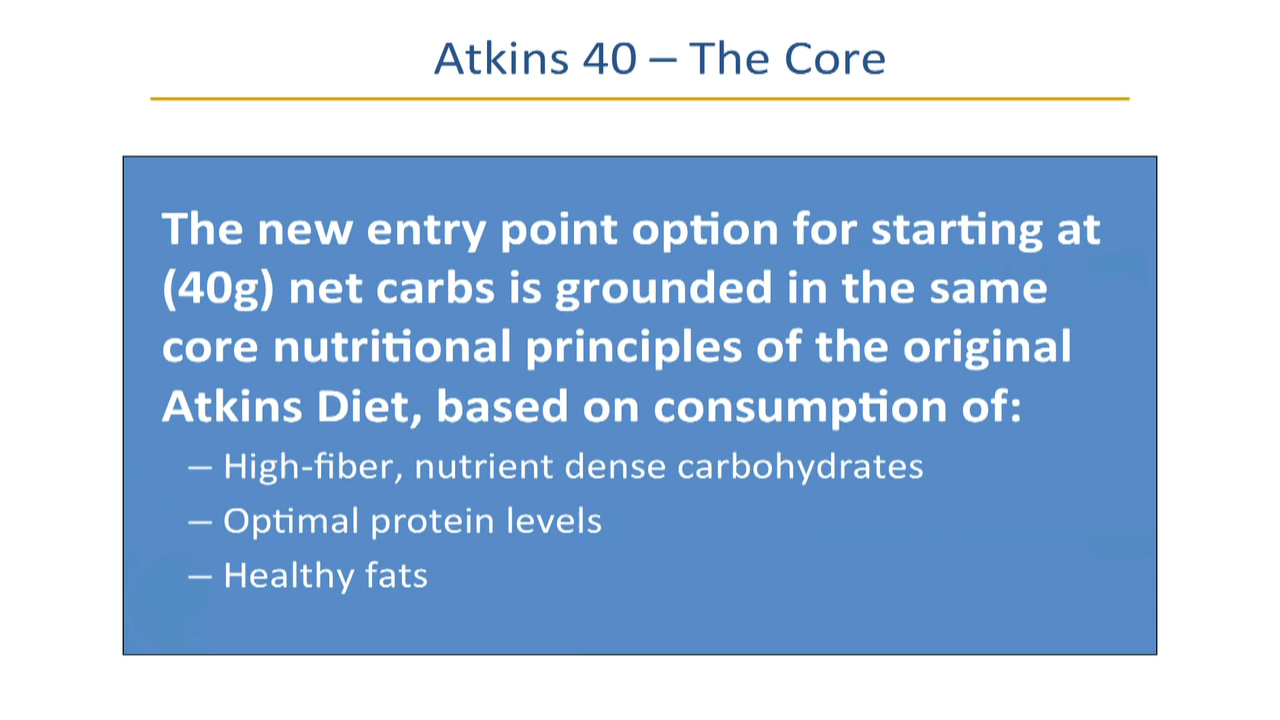 Atkins 40 – The Core
The new entry point option for starting at
(40g) net carbs is grounded in the same
core nutritional principles of the original
Atkins Diet, based on consumption of:
– High-fiber, nutrient dense carbohydrates
– Optimal protein levels
– Healthy fats